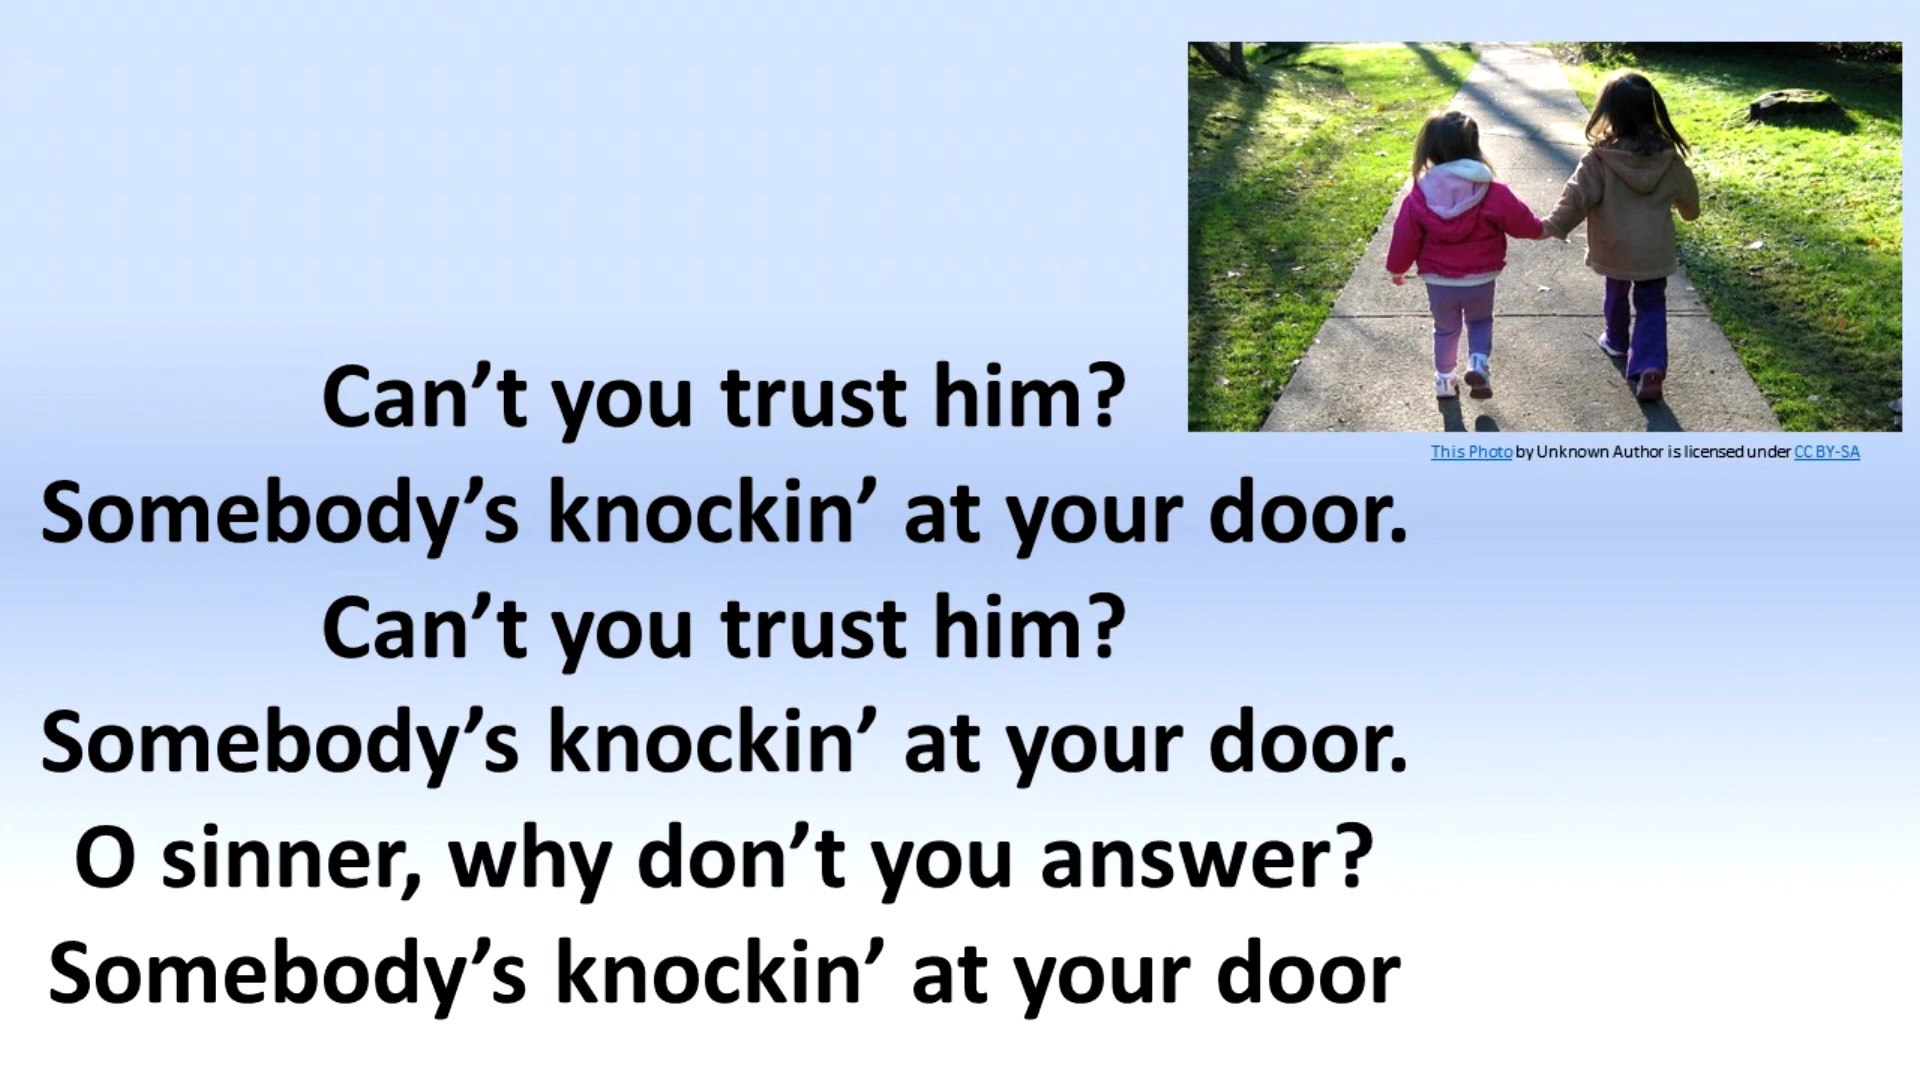 Can’t you trust him?
This Photo by Unknown Author is licensed under CC BY-SA
Somebody’s knockin’ at your door.
Can’t you trust him?
Somebody’s knockin’ at your door.
O sinner, why don’t you answer?
Somebody’s knockin’ at your door